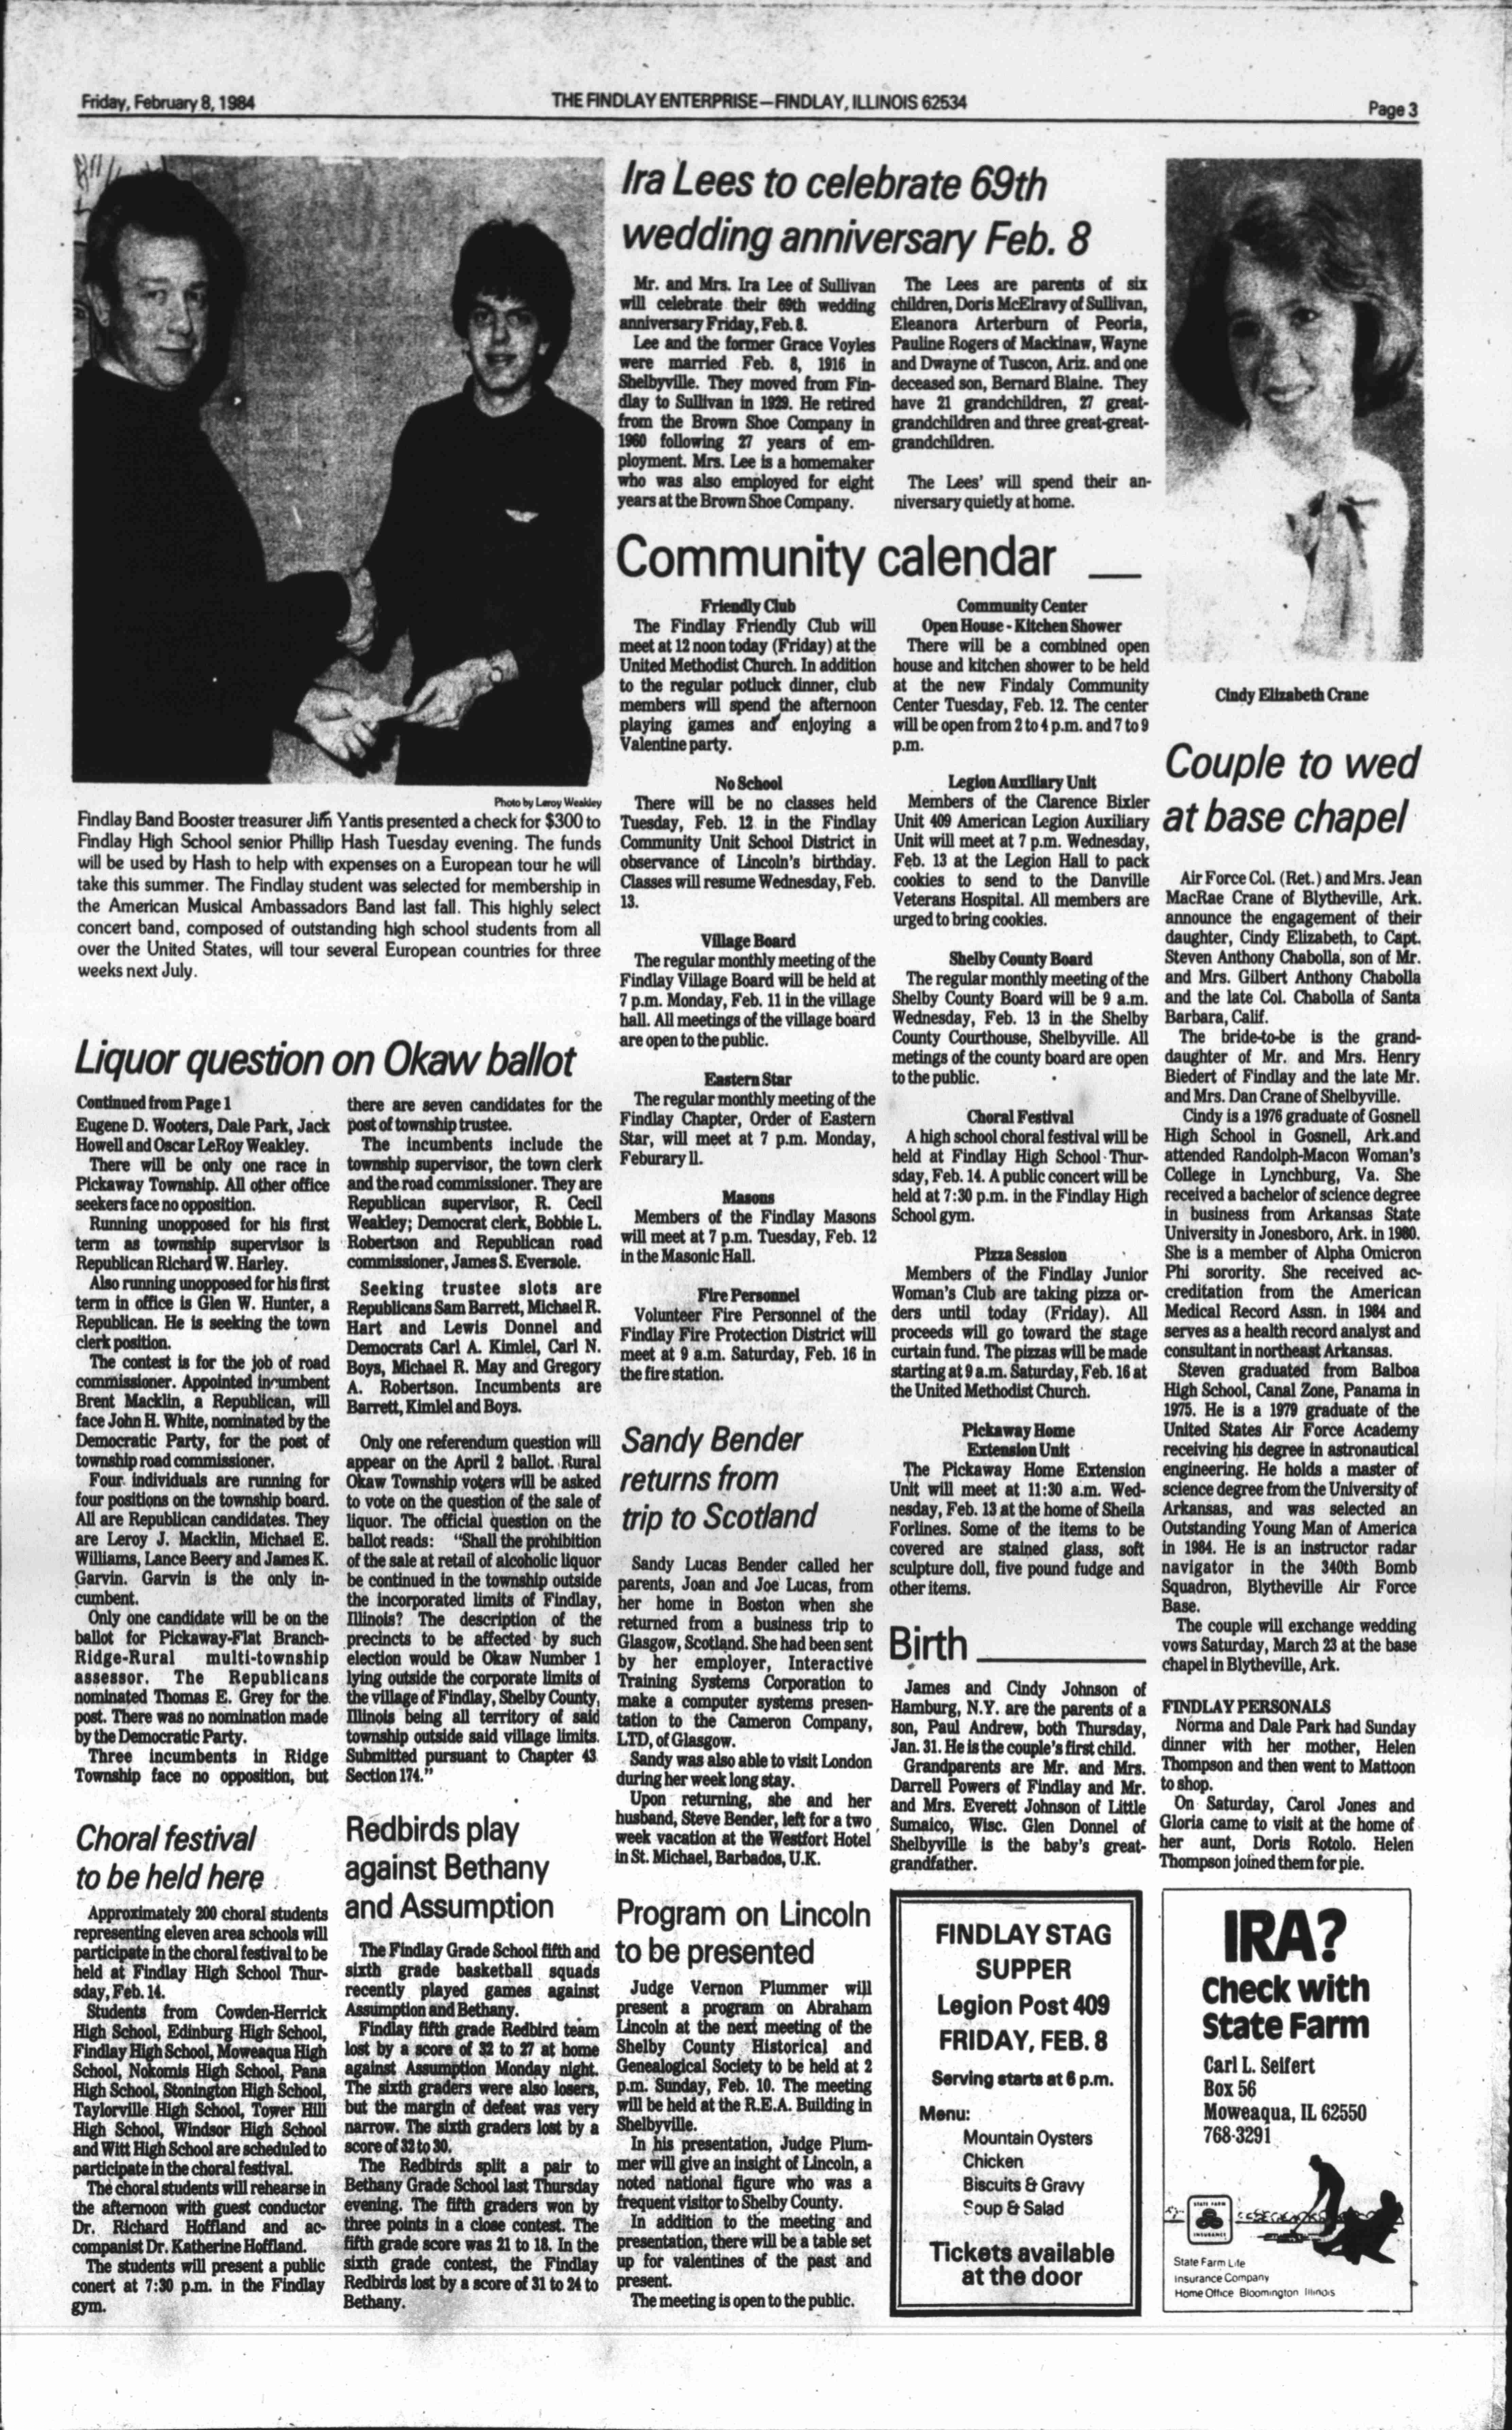 Friday, February 8, 1984
THE FINDLAY ENTERPRISE—FINDLAY, ILLINOIS 62534
Page 3
Photo by Leroy Weakley
Findlay Band Booster treasurer Jim Yantis presented a check for $300 to
Findlay High School senior Phillip Hash Tuesday evening. The funds
will be used by Hash to help with expenses on a European tour he will
take this summer. The Findlay student was selected for membership in
the American Musical Ambassadors Band last fall. This highly select
concert band, composed of outstanding high school students from all
over the United States, will tour several European countries for three
weeks next July.
Liquor question on Okaw ballot
Continued from Page 1
Eugene D. Wooters, Dale Park, Jack
Howell and Oscar LeRoy Weakley.
There will be only one race in
Pickaway Township. All other office
seekers face no opposition.
Running unopposed for his first
term as township supervisor is
Republican Richard W. Harley.
Also running unopposed for his first
term in office is Glen W. Hunter, a
Republican. He is seeking the town
clerk position.
The contest is for the job of road
commissioner. Appointed incumbent
Brent Macklin, a Republican, will
face John H. White, nominated by the
Democratic Party, for the post of
township road commissioner.
Four individuals are running for
four positions on the township board.
All are Republican candidates. They
are Leroy J. Macklin, Michael E.
Williams, Lance Beery and James K.
Garvin. Garvin is the only in-
cumbent.
Only one candidate will be on the
ballot for Pickaway-Flat Branch-
Ridge-Rural multi-township
assessor. The Republicans
nominated Thomas E. Grey for the
post. There was no nomination made
by the Democratic Party.
Three incumbents in Ridge
Township face no opposition, but
there are seven candidates for the
post of township trustee.
The incumbents include the
township supervisor, the town clerk
and the road commissioner. They are
Republican supervisor, R. Cecil
Weakley; Democrat clerk, Bobbie L.
Robertson and Republican road
commissioner, James S. Eversole.
Seeking trustee slots are
Republicans Sam Barrett, Michael R.
Hart and Lewis Donnel and
Democrats Carl A. Kimlel, Carl N.
Boys, Michael R. May and Gregory
A. Robertson. Incumbents are
Barrett, Kimlel and Boys.
Only one referendum question will
appear on the April 2 ballot. Rural
Okaw Township voters will be asked
to vote on the question of the sale of
liquor. The official question on the
ballot reads: "Shall the prohibition
of the sale at retail of alcoholic liquor
be continued in the township outside
the incorporated limits of Findlay,
Illinois? The description of the
precincts to be affected by such
election would be Okaw Number 1
lying outside the corporate limits of
the village of Findlay, Shelby County,
Illinois being all territory of said
township outside said village limits.
Submitted pursuant to Chapter 43
Section 174."
Choral festival
to be held here
Approximately 200 choral students
representing eleven area schools will
participate in the choral festival to be
held at Findlay High School Thur-
sday, Feb. 14.
Students from Cowden-Herrick
High School, Edinburg High School,
Findlay High School, Moweaqua High
School, Nokomis High School, Pana
High School, Stonington High School,
Taylorville High School, Tower Hill
High School, Windsor High School
and Witt High School are scheduled to
participate in the choral festival.
The choral students will rehearse in
the afternoon with guest conductor
Dr. Richard Hoffland and ac-
companist Dr. Katherine Hoffland.
The students will present a public
conert at 7:30 p.m. in the Findlay
gym.
Redbirds play
against Bethany
and Assumption
The Findlay Grade School fifth and
sixth grade basketball squads
recently played games against
Assumption and Bethany.
Findlay fifth grade Redbird team
lost by a score of 32 to 27 at home
against Assumption Monday night.
The sixth graders were also losers,
but the margin of defeat was very
narrow. The sixth graders lost by a
score of 32 to 30.
The Redbirds split a pair to
Bethany Grade School last Thursday
evening. The fifth graders won by
three points in a close contest. The
fifth grade score was 21 to 18. In the
sixth grade contest, the Findlay
Redbirds lost by a score of 31 to 24 to
Bethany.
Ira Lees to celebrate 69th
wedding anniversary Feb. 8
Mr. and Mrs. Ira Lee of Sullivan
will celebrate their 69th wedding
anniversary Friday, Feb. 8.
Lee and the former Grace Voyles
were married Feb. 8, 1916 in
Shelbyville. They moved from Fin-
dlay to Sullivan in 1929. He retired
from the Brown Shoe Company in
1960 following 27 years of em-
ployment. Mrs. Lee is a homemaker
who was also employed for eight
years at the Brown Shoe Company.
The Lees are parents of six
children, Doris McElravy of Sullivan,
Eleanora Arterburn of Peoria,
Pauline Rogers of Mackinaw, Wayne
and Dwayne of Tuscon, Ariz. and one
deceased son, Bernard Blaine. They
have 21 grandchildren, 27 great-
grandchildren and three great-great-
grandchildren.
The Lees' will spend their an-
niversary quietly at home.
Community calendar
Friendly Club
The Findlay Friendly Club will
meet at 12 noon today (Friday) at the
United Methodist Church. In addition
to the regular potluck dinner, club
members will spend the afternoon
playing games and enjoying a
Valentine party.
No School
There will be no classes held
Tuesday, Feb. 12 in the Findlay
Community Unit School District in
observance of Lincoln's birthday.
Classes will resume Wednesday, Feb.
13.
Village Board
The regular monthly meeting of the
Findlay Village Board will be held at
7 p.m. Monday, Feb. 11 in the village
hall. All meetings of the village board
are open to the public.
Eastern Star
The regular monthly meeting of the
Findlay Chapter, Order of Eastern
Star, will meet at 7 p.m. Monday,
Feburary 11.
Masons
Members of the Findlay Masons
will meet at 7 p.m. Tuesday, Feb. 12
in the Masonic Hall.
Fire Personnel
Volunteer Fire Personnel of the
Findlay Fire Protection District will
meet at 9 a.m. Saturday, Feb. 16 in
the fire station.
Community Center
Open House - Kitchen Shower
There will be a combined open
house and kitchen shower to be held
at the new Findaly Community
Center Tuesday, Feb. 12. The center
will be open from 2 to 4 p.m. and 7 to 9
p.m.
Legion Auxiliary Unit
Members of the Clarence Bixler
Unit 409 American Legion Auxiliary
Unit will meet at 7 p.m. Wednesday,
Feb. 13 at the Legion Hall to pack
cookies to send to the Danville
Veterans Hospital. All members are
urged to bring cookies.
Shelby County Board
The regular monthly meeting of the
Shelby County Board will be 9 a.m.
Wednesday, Feb. 13 in the Shelby
County Courthouse, Shelbyville. All
metings of the county board are open
to the public.
Choral Festival
A high school choral festival will be
held at Findlay High School Thur-
sday, Feb. 14. A public concert will be
held at 7:30 p.m. in the Findlay High
School gym.
Pizza Session
Members of the Findlay Junior
Woman's Club are taking pizza or-
ders until today (Friday). All
proceeds will go toward the stage
curtain fund. The pizzas will be made
starting at 9 a.m. Saturday, Feb. 16 at
the United Methodist Church.
Pickaway Home
Extension Unit
The Pickaway Home Extension
Unit will meet at 11:30 a.m. Wed-
nesday, Feb. 13 at the home of Sheila
Forlines. Some of the items to be
covered are stained glass, soft
sculpture doll, five pound fudge and
other items.
Sandy Bender
returns from
trip to Scotland
Sandy Lucas Bender called her
parents, Joan and Joe Lucas, from
her home in Boston when she
returned from a business trip to
Glasgow, Scotland. She had been sent
by her employer, Interactive
Training Systems Corporation to
make a computer systems presen-
tation to the Cameron Company,
LTD, of Glasgow.
Sandy was also able to visit London
during her week long stay.
Upon returning, she and her
husband, Steve Bender, left for a two
week vacation at the Westfort Hotel
in St. Michael, Barbados, U.K.
Program on Lincoln
to be presented
Judge Vernon Plummer will
present a program on Abraham
Lincoln at the next meeting of the
Shelby County Historical and
Genealogical Society to be held at 2
p.m. Sunday, Feb. 10. The meeting
will be held at the R.E.A. Building in
Shelbyville.
In his presentation, Judge Plum-
mer will give an insight of Lincoln, a
noted national figure who was a
frequent visitor to Shelby County.
In addition to the meeting and
presentation, there will be a table set
up for valentines of the past and
present.
The meeting is open to the public.
Birth
James and Cindy Johnson of
Hamburg, N.Y. are the parents of a
son, Paul Andrew, both Thursday,
Jan. 31. He is the couple's first child.
Grandparents are Mr. and Mrs.
Darrell Powers of Findlay and Mr.
and Mrs. Everett Johnson of Little
Sumaico, Wisc. Glen Donnel of
Shelbyville is the baby's great-
grandfather.
FINDLAY STAG
SUPPER
Legion Post 409
FRIDAY, FEB. 8
Serving starts at 6 p.m.
Menu:
Mountain Oysters
Chicken
Biscuits & Gravy
Soup & Salad
Tickets available
at the door
Cindy Elizabeth Crane
Couple to wed
at base chapel
Air Force Col. (Ret.) and Mrs. Jean
MacRae Crane of Blytheville, Ark.
announce the engagement of their
daughter, Cindy Elizabeth, to Capt.
Steven Anthony Chabolla, son of Mr.
and Mrs. Gilbert Anthony Chabolla
and the late Col. Chabolla of Santa
Barbara, Calif.
The bride-to-be is the grand-
daughter of Mr. and Mrs. Henry
Biedert of Findlay and the late Mr.
and Mrs. Dan Crane of Shelbyville.
Cindy is a 1976 graduate of Gosnell
High School in Gosnell, Ark.and
attended Randolph-Macon Woman's
College in Lynchburg, Va. She
received a bachelor of science degree
in business from Arkansas State
University in Jonesboro, Ark. in 1980.
She is a member of Alpha Omicron
Phi sorority. She received ac-
creditation from the American
Medical Record Assn. in 1984 and
serves as a health record analyst and
consultant in northeast Arkansas.
Steven graduated from Balboa
High School, Canal Zone, Panama in
1975. He is a 1979 graduate of the
United States Air Force Academy
receiving his degree in astronautical
engineering. He holds a master of
science degree from the University of
Arkansas, and was selected an
Outstanding Young Man of America
in 1984. He is an instructor radar
navigator in the 340th Bomb
Squadron, Blytheville Air Force
Base.
The couple will exchange wedding
vows Saturday, March 23 at the base
chapel in Blytheville, Ark.
FINDLAY PERSONALS
Norma and Dale Park had Sunday
dinner with her mother, Helen
Thompson and then went to Mattoon
to shop.
On Saturday, Carol Jones and
Gloria came to visit at the home of
her aunt, Doris Rotolo. Helen
Thompson joined them for pie.
IRA?
Check with
State Farm
Carl L. Seifert
Box 56
Moweaqua, IL 62550
768-3291
STATE FARM
INSURANCE
State Farm Life
Insurance Company
Home Office Bloomington Illinois